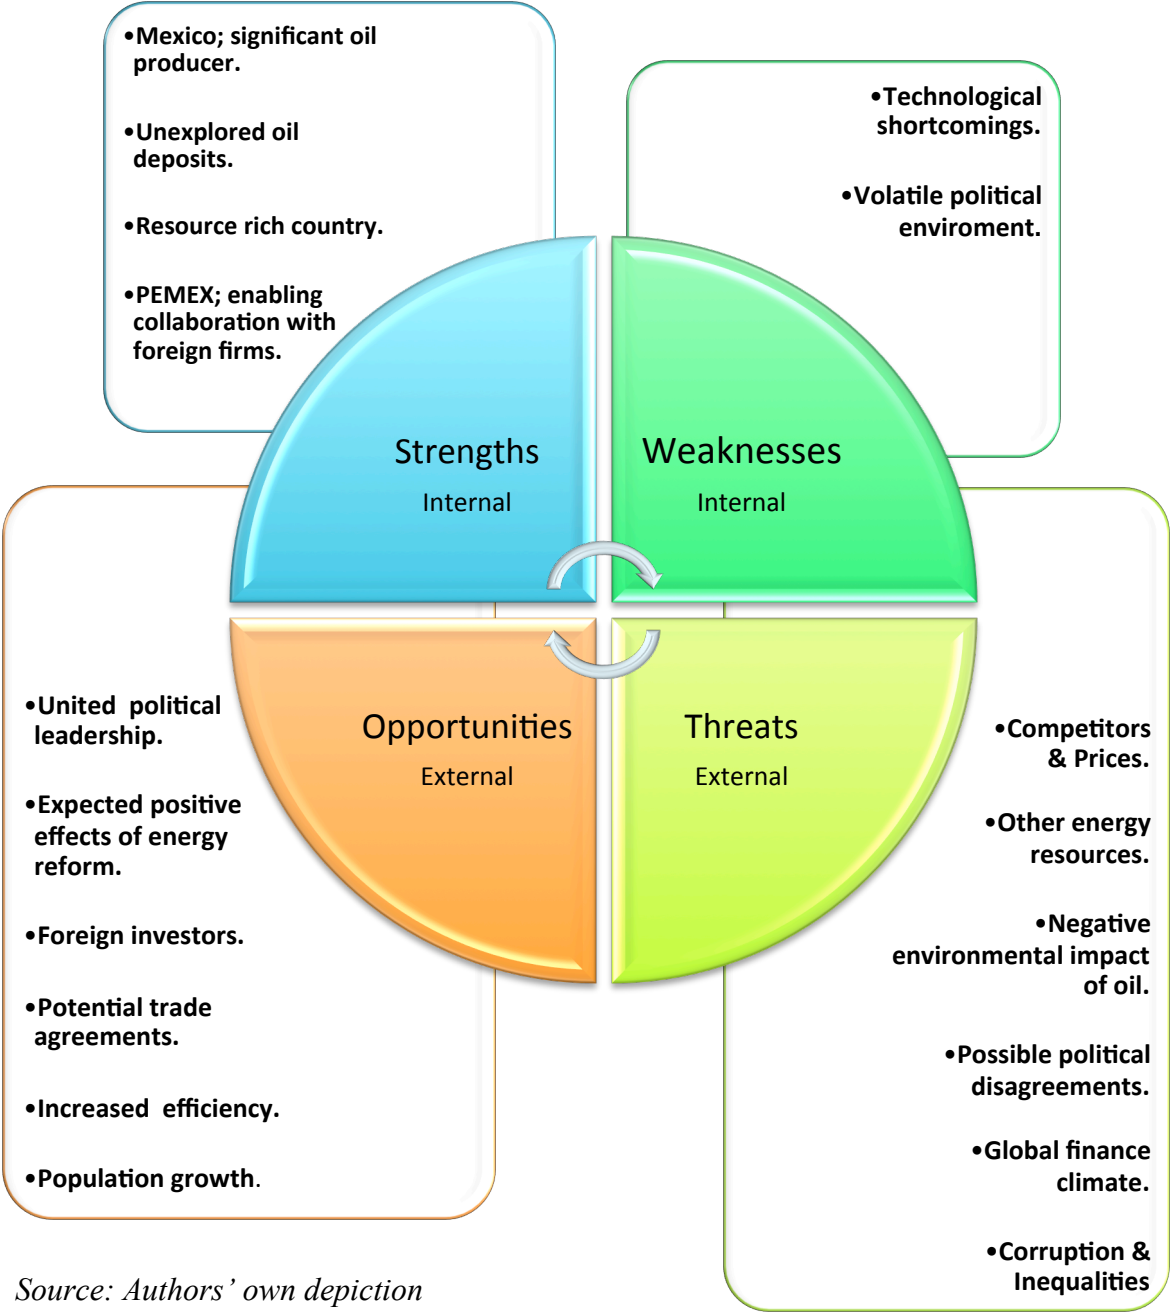 •Mexico; significant oil
producer.
•Unexplored oil
deposits.
•Resource rich country.
•PEMEX; enabling
collaboration with
foreign firms.
•Technological
shortcomings.
•Volatile political
enviroment.
Strengths
Internal
Weaknesses
Internal
Opportunities
External
Threats
External
•United political
leadership.
•Expected positive
effects of energy
reform.
•Foreign investors.
•Potential trade
agreements.
•Increased efficiency.
•Population growth.
•Competitors
& Prices.
•Other energy
resources.
•Negative
environmental impact
of oil.
•Possible political
disagreements.
•Global finance
climate.
•Corruption &
Inequalities
Source: Authors’ own depiction